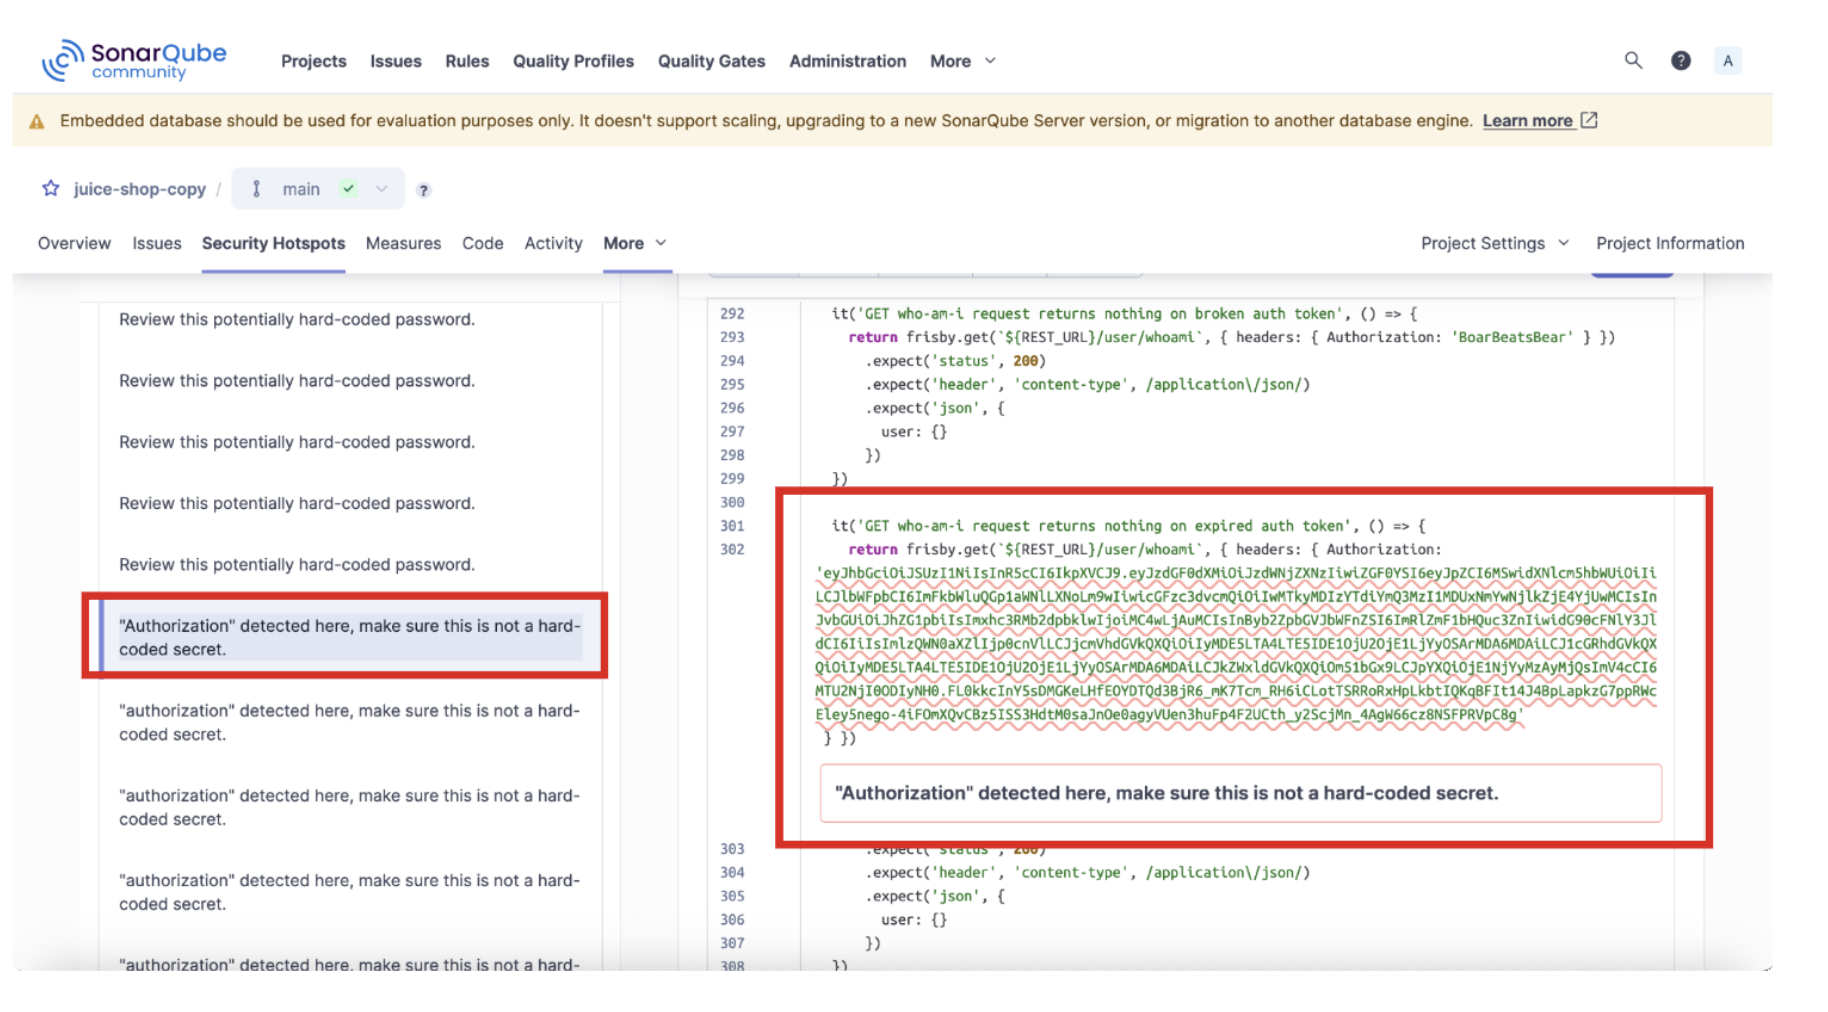 SonarQube
community
Projects Issues Rules Quality Profiles Quality Gates Administration More
? A
Embedded database should be used for evaluation purposes only. It doesn't support scaling, upgrading to a new SonarQube Server version, or migration to another database engine. Learn more
juice-shop-copy / main ?
Overview Issues Security Hotspots Measures Code Activity More Project Settings Project Information
Review this potentially hard-coded password.
Review this potentially hard-coded password.
Review this potentially hard-coded password.
Review this potentially hard-coded password.
Review this potentially hard-coded password.
"Authorization" detected here, make sure this is not a hard-
coded secret.
"authorization" detected here, make sure this is not a hard-
coded secret.
"authorization" detected here, make sure this is not a hard-
coded secret.
"authorization" detected here, make sure this is not a hard-
coded secret.
"authorization" detected here, make sure this is not a hard-
292 it('GET who-am-i request returns nothing on broken auth token', () => {
293 return frisby.get(`${REST_URL}/user/whoami`, { headers: { Authorization: 'BoarBeatsBear' } })
294 .expect('status', 200)
295 .expect('header', 'content-type', /application\/json/)
296 .expect('json', {
297 user: {}
298 })
299 })
300
301 it('GET who-am-i request returns nothing on expired auth token', () => {
302 return frisby.get(`${REST_URL}/user/whoami`, { headers: { Authorization:
} })
"Authorization" detected here, make sure this is not a hard-coded secret.
303 .expect('status', 200)
304 .expect('header', 'content-type', /application\/json/)
305 .expect('json', {
306 user: {}
307 })
308 })